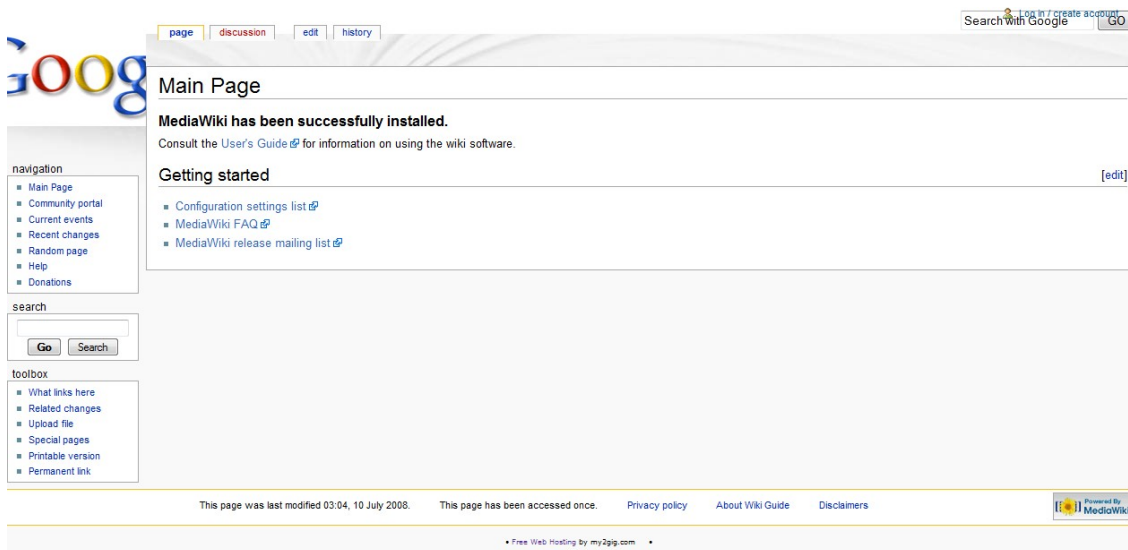 Log in / create account
Search with Google GO
page discussion edit history
Goog
Main Page
MediaWiki has been successfully installed.
Consult the User's Guide for information on using the wiki software.
Getting started [edit]
Configuration settings list
MediaWiki FAQ
MediaWiki release mailing list
navigation
Main Page
Community portal
Current events
Recent changes
Random page
Help
Donations
search
Go Search
toolbox
What links here
Related changes
Upload file
Special pages
Printable version
Permanent link
This page was last modified 03:04, 10 July 2008. This page has been accessed once. Privacy policy About Wiki Guide Disclaimers
Powered By
MediaWiki
• Free Web Hosting by my2gig.com •